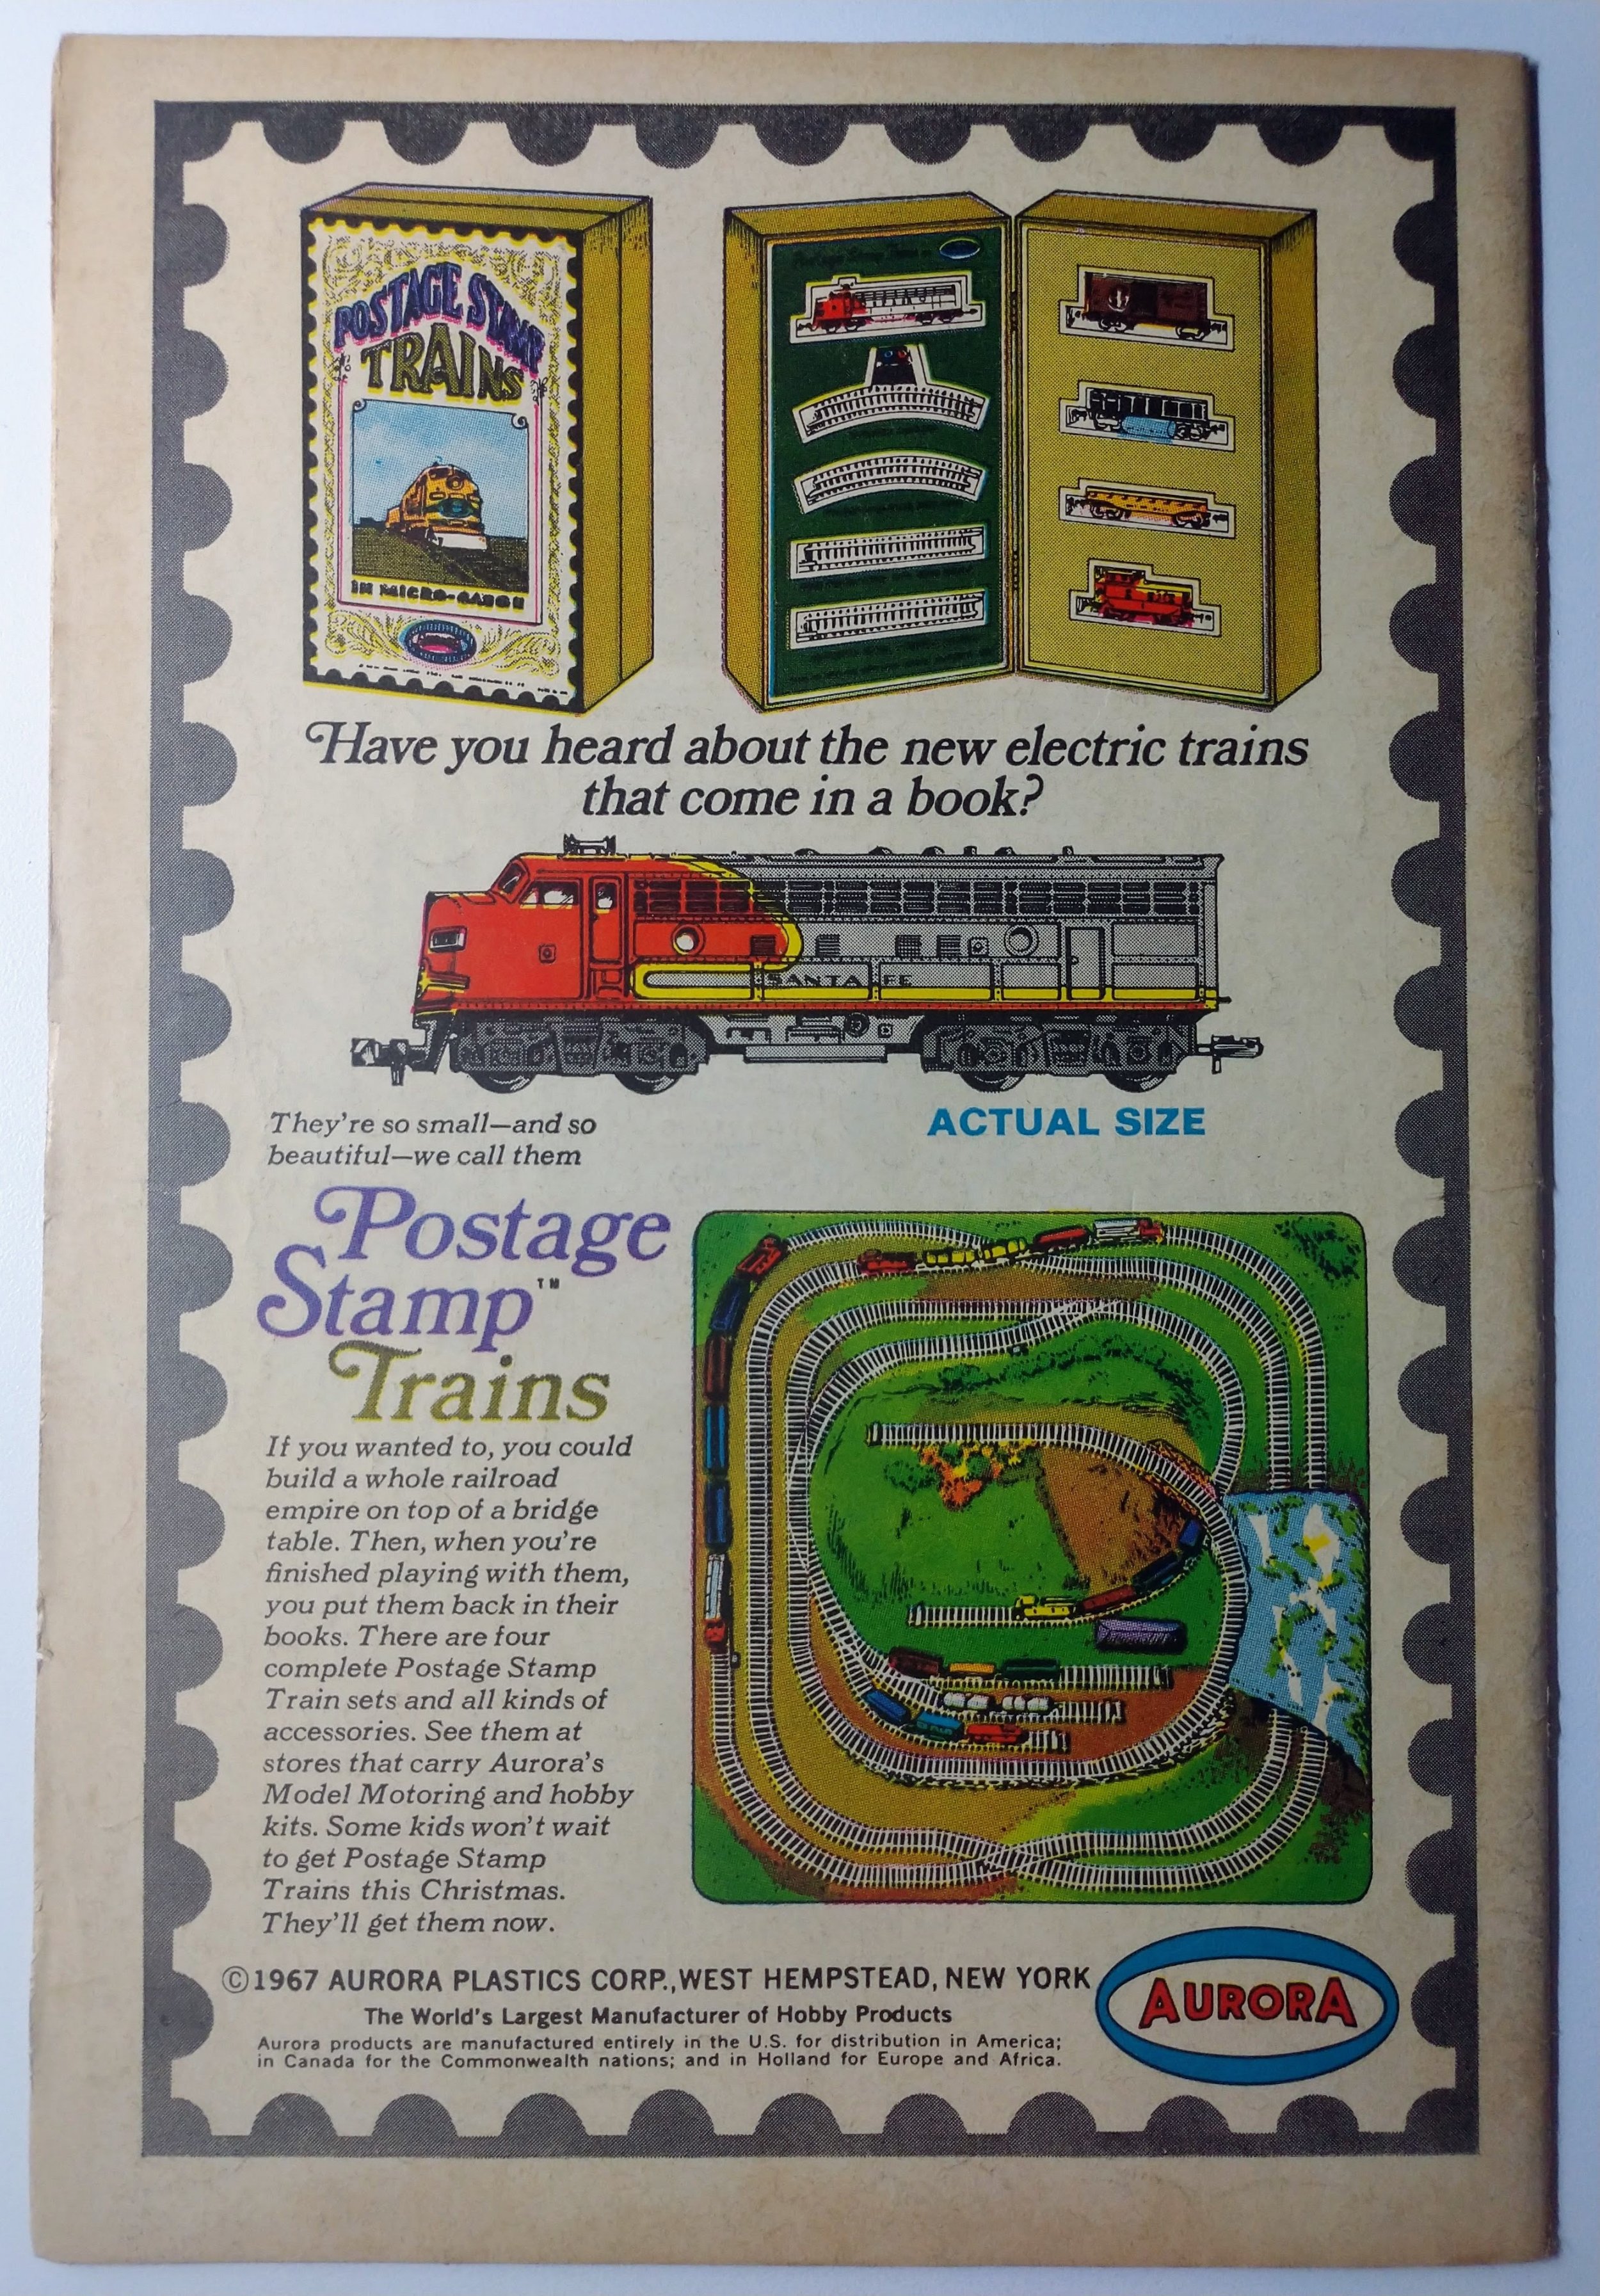 POSTAGE STAMP
TRAINS
IN MICRO-GAUGE
Have you heard about the new electric trains
that come in a book?
SANTA FE
They're so small—and so
beautiful—we call them
ACTUAL SIZE
Postage
Stamp™
Trains
If you wanted to, you could
build a whole railroad
empire on top of a bridge
table. Then, when you're
finished playing with them,
you put them back in their
books. There are four
complete Postage Stamp
Train sets and all kinds of
accessories. See them at
stores that carry Aurora's
Model Motoring and hobby
kits. Some kids won't wait
to get Postage Stamp
Trains this Christmas.
They'll get them now.
©1967 AURORA PLASTICS CORP., WEST HEMPSTEAD, NEW YORK
The World's Largest Manufacturer of Hobby Products
Aurora products are manufactured entirely in the U.S. for distribution in America;
in Canada for the Commonwealth nations; and in Holland for Europe and Africa.
AURORA